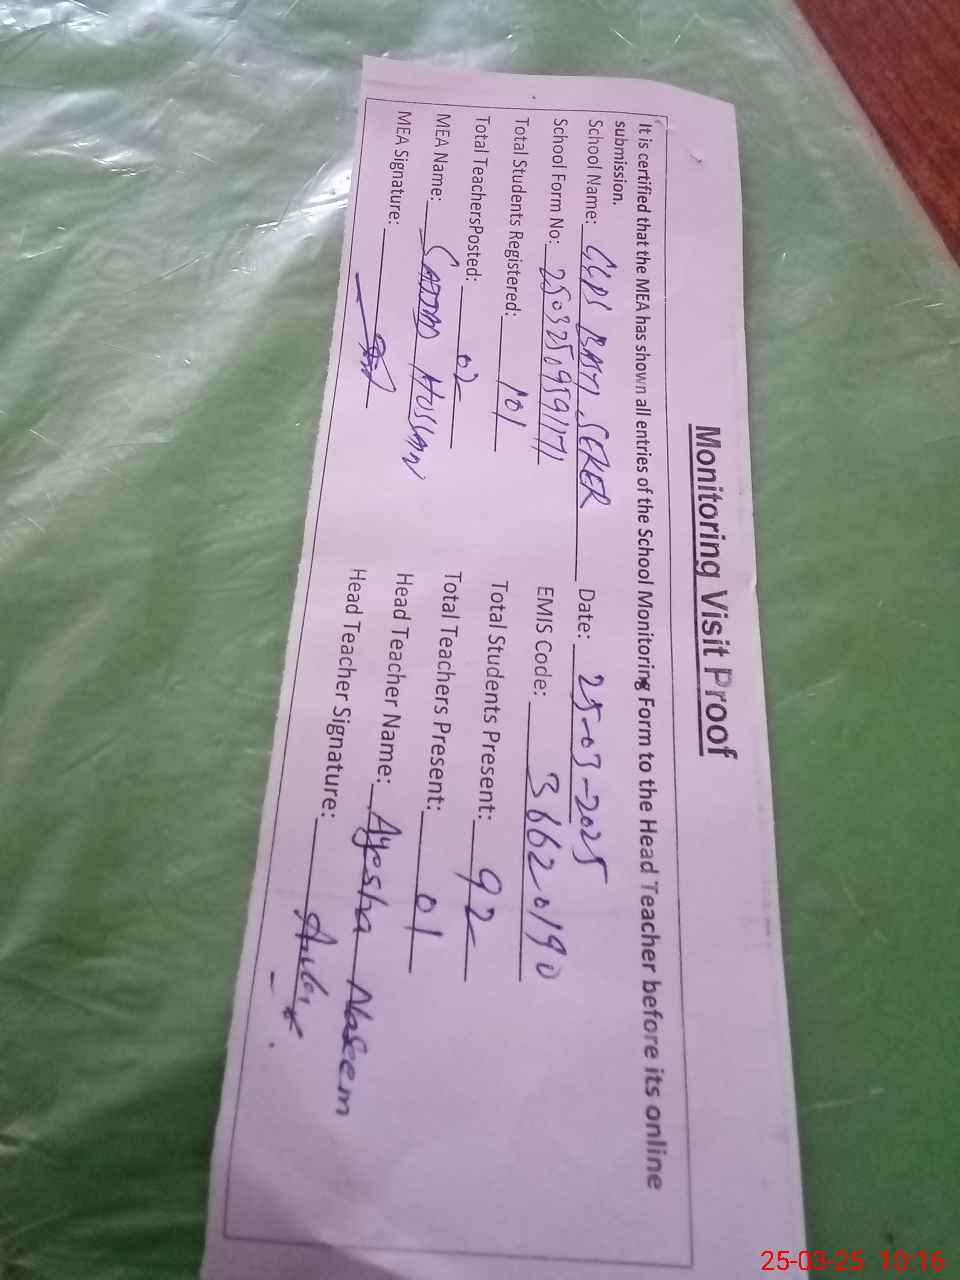 Monitoring Visit Proof
It is certified that the MEA has shown all entries of the School Monitoring Form to the Head Teacher before its online
submission.
School Name: GGPS BAT SEKER Date: 25-03-2025
School Form No: EMIS Code: 36620190
Total Students Registered: 101 Total Students Present: 92
Total TeachersPosted: 02 Total Teachers Present: 01
MEA Name: HUSSAIN Head Teacher Name: Ayesha Naseem
MEA Signature: Head Teacher Signature:
25-03-25 10:16